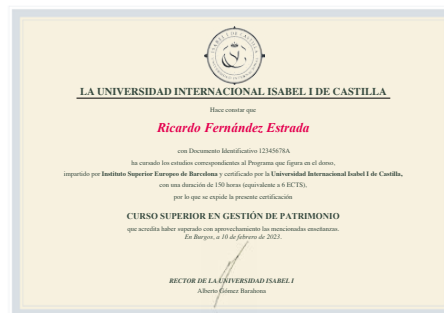 LA UNIVERSIDAD INTERNACIONAL ISABEL I DE CASTILLA
Hace constar que
Ricardo Fernández Estrada
con Documento Identificativo 12345678A
ha cursado los estudios correspondientes al Programa que figura en el dorso,
impartido por Instituto Superior Europeo de Barcelona y certificado por la Universidad Internacional Isabel I de Castilla,
con una duración de 150 horas (equivalente a 6 ECTS),
por lo que se expide la presente certificación
CURSO SUPERIOR EN GESTIÓN DE PATRIMONIO
que acredita haber superado con aprovechamiento las mencionadas enseñanzas.
En Burgos, a 10 de febrero de 2023.
RECTOR DE LA UNIVERSIDAD ISABEL I
Alberto Gómez Barahona